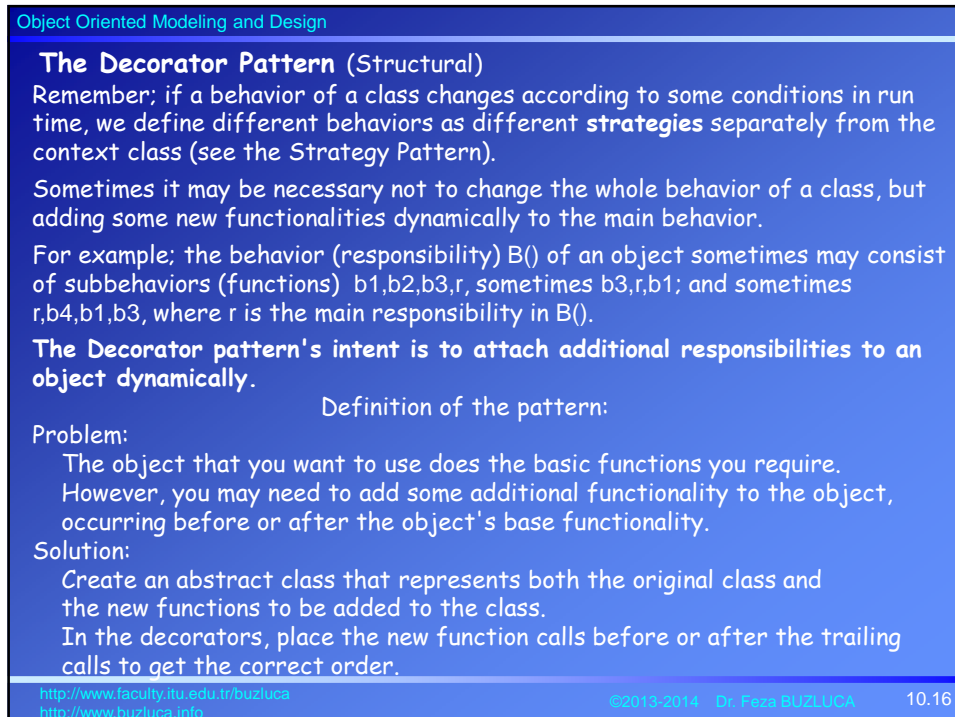 Object Oriented Modeling and Design
The Decorator Pattern (Structural)
Remember; if a behavior of a class changes according to some conditions in run
time, we define different behaviors as different strategies separately from the
context class (see the Strategy Pattern).
Sometimes it may be necessary not to change the whole behavior of a class, but
adding some new functionalities dynamically to the main behavior.
For example; the behavior (responsibility) B() of an object sometimes may consist
of subbehaviors (functions) b1,b2,b3,r, sometimes b3,r,b1; and sometimes
r,b4,b1,b3, where r is the main responsibility in B().
The Decorator pattern's intent is to attach additional responsibilities to an
object dynamically.
Definition of the pattern:
Problem:
The object that you want to use does the basic functions you require.
However, you may need to add some additional functionality to the object,
occurring before or after the object's base functionality.
Solution:
Create an abstract class that represents both the original class and
the new functions to be added to the class.
In the decorators, place the new function calls before or after the trailing
calls to get the correct order.
http://www.faculty.itu.edu.tr/buzluca
http://www.buzluca.info
©2013-2014 Dr. Feza BUZLUCA 10.16